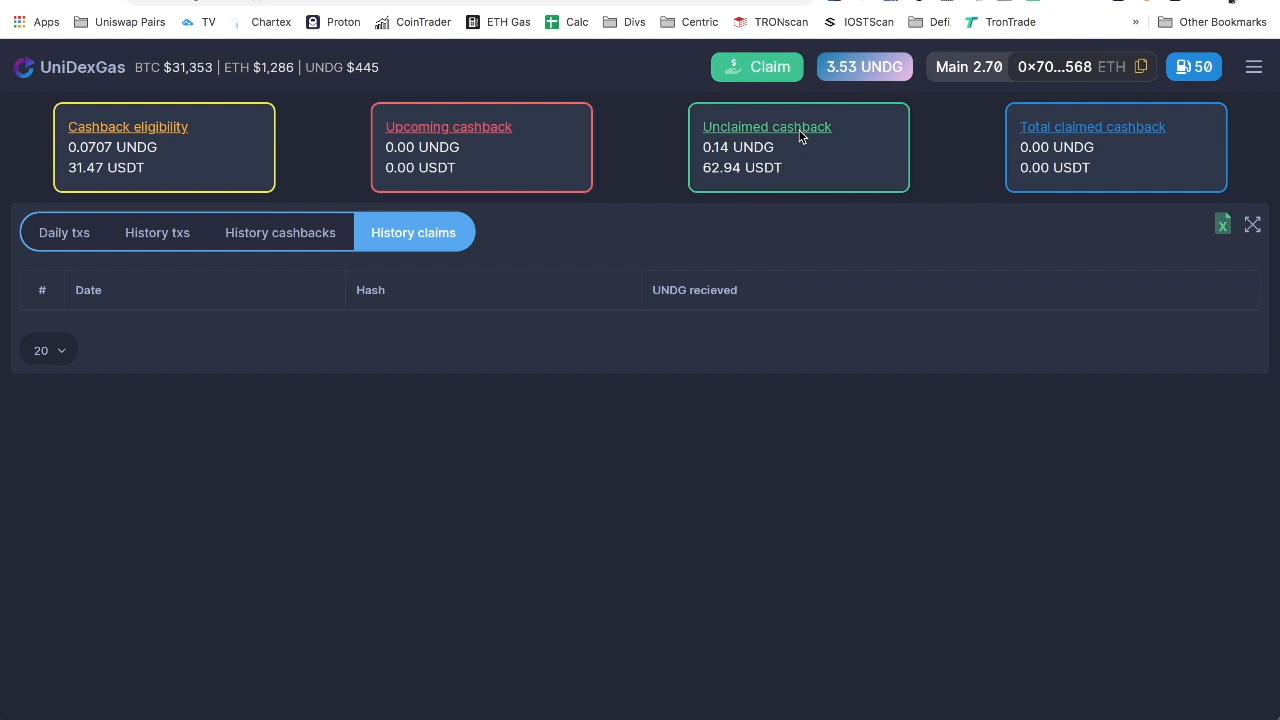 Apps Uniswap Pairs TV Chartex Proton CoinTrader ETH Gas Calc Divs Centric TRONscan IOSTScan Defi TronTrade » Other Bookmarks
UniDexGas BTC $31,353 | ETH $1,286 | UNDG $445 Claim 3.53 UNDG Main 2.70 0×70...568 ETH 50
Cashback eligibility
0.0707 UNDG
31.47 USDT
Upcoming cashback
0.00 UNDG
0.00 USDT
Unclaimed cashback
0.14 UNDG
62.94 USDT
Total claimed cashback
0.00 UNDG
0.00 USDT
Daily txs History txs History cashbacks History claims
# Date Hash UNDG recieved
20